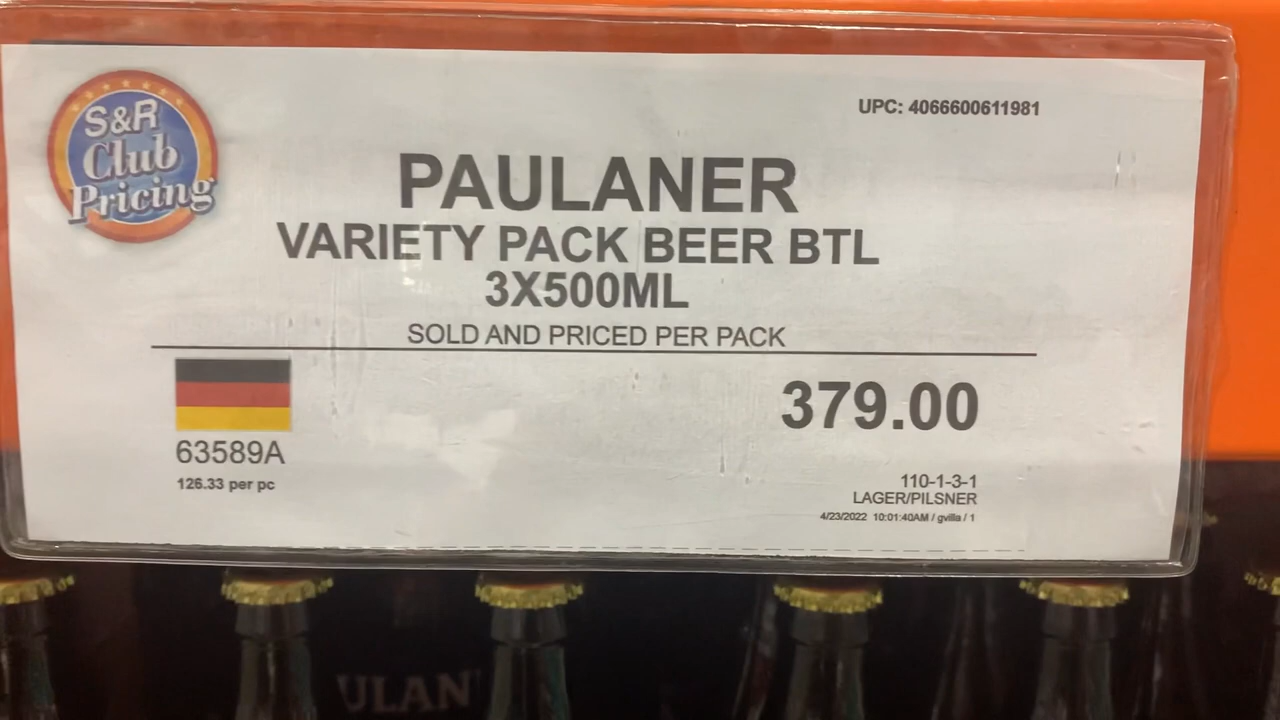 S&R
Club
Pricing
UPC: 4066600611981
PAULANER
VARIETY PACK BEER BTL
3X500ML
SOLD AND PRICED PER PACK
379.00
63589A
126.33 per pc
110-1-3-1
LAGER/PILSNER
4/23/2022 10:01:40AM / gvilla / 1
ULAN